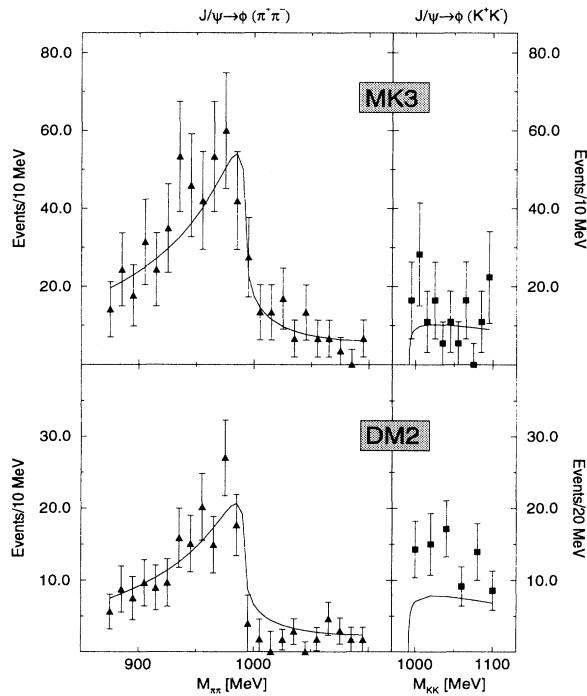 J/ψ→ϕ (π⁺π⁻)
J/ψ→ϕ (K⁺K⁻)
MK3
80.0
60.0
40.0
20.0
Events/10 MeV
80.0
60.0
40.0
20.0
Events/10 MeV
DM2
30.0
20.0
10.0
Events/10 MeV
30.0
20.0
10.0
Events/20 MeV
900
1000
1000
1100
M_ππ [MeV]
M_KK [MeV]